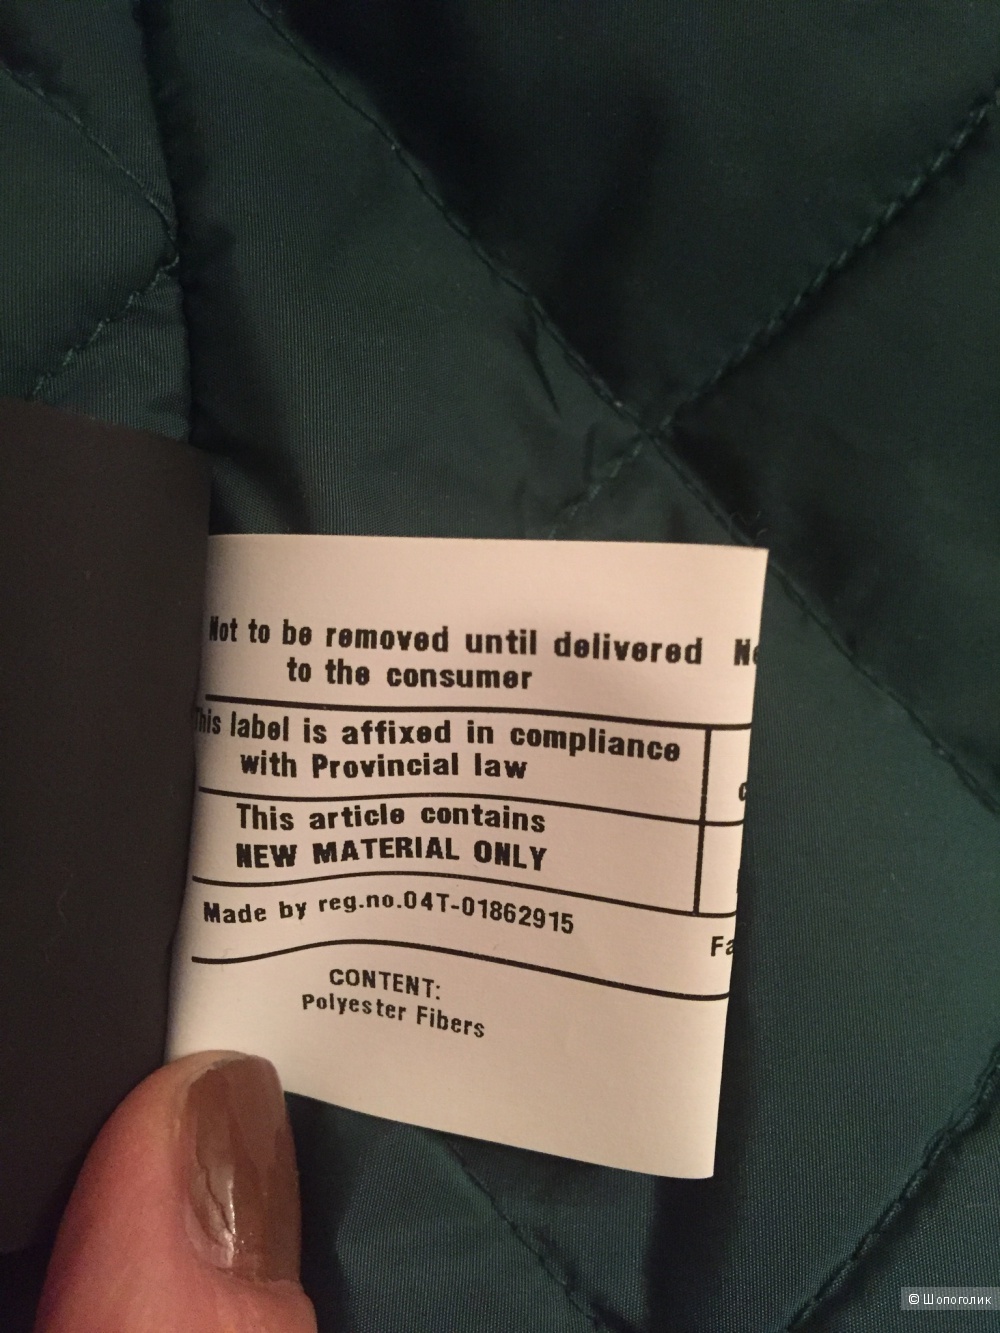 Not to be removed until delivered
to the consumer
This label is affixed in compliance
with Provincial law
This article contains
NEW MATERIAL ONLY
Made by reg.no.04T-01862915
CONTENT:
Polyester Fibers
© Шопоголик